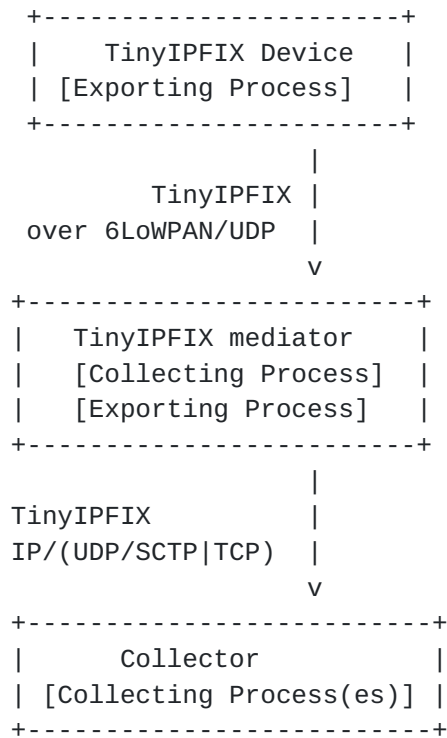 TinyIPFIX Device
[Exporting Process]
TinyIPFIX
over 6LoWPAN/UDP
v
TinyIPFIX mediator
[Collecting Process]
[Exporting Process]
TinyIPFIX
IP/(UDP/SCTP|TCP)
v
Collector
[Collecting Process(es)]